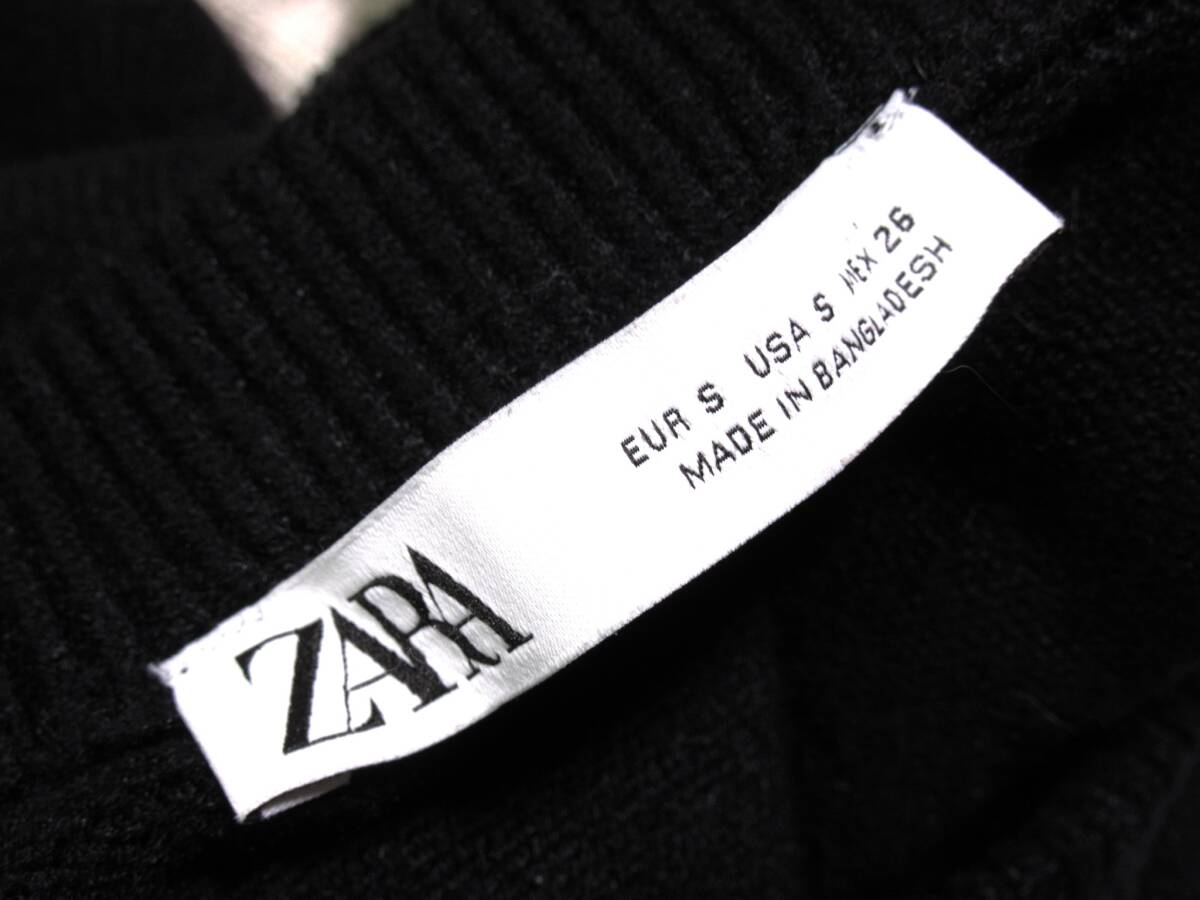 ZARA
EUR S USA S MEX 26
MADE IN BANGLADESH